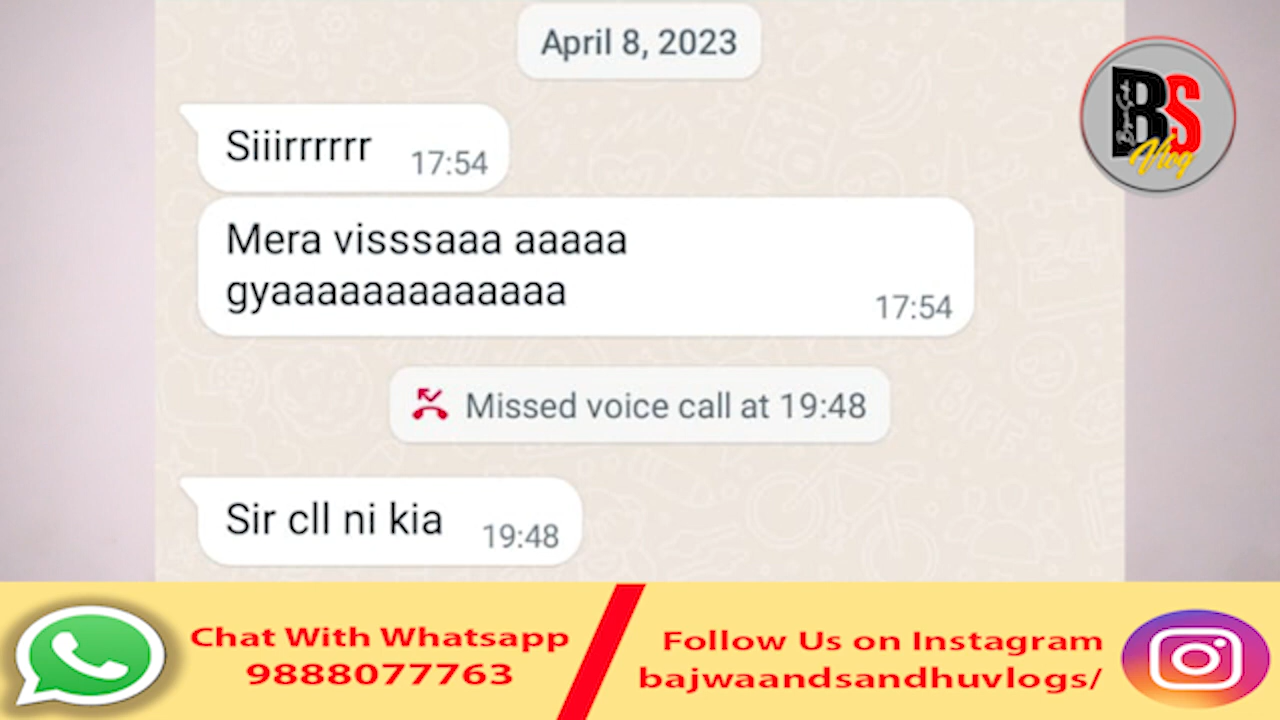 April 8, 2023
Siiirrrrrr 17:54
Mera visssaaa aaaaa
gyaaaaaaaaaaaaa 17:54
Missed voice call at 19:48
Sir cll ni kia 19:48
BS
Vlog
Chat With Whatsapp
9888077763
Follow Us on Instagram
bajwaandsandhuvlogs/